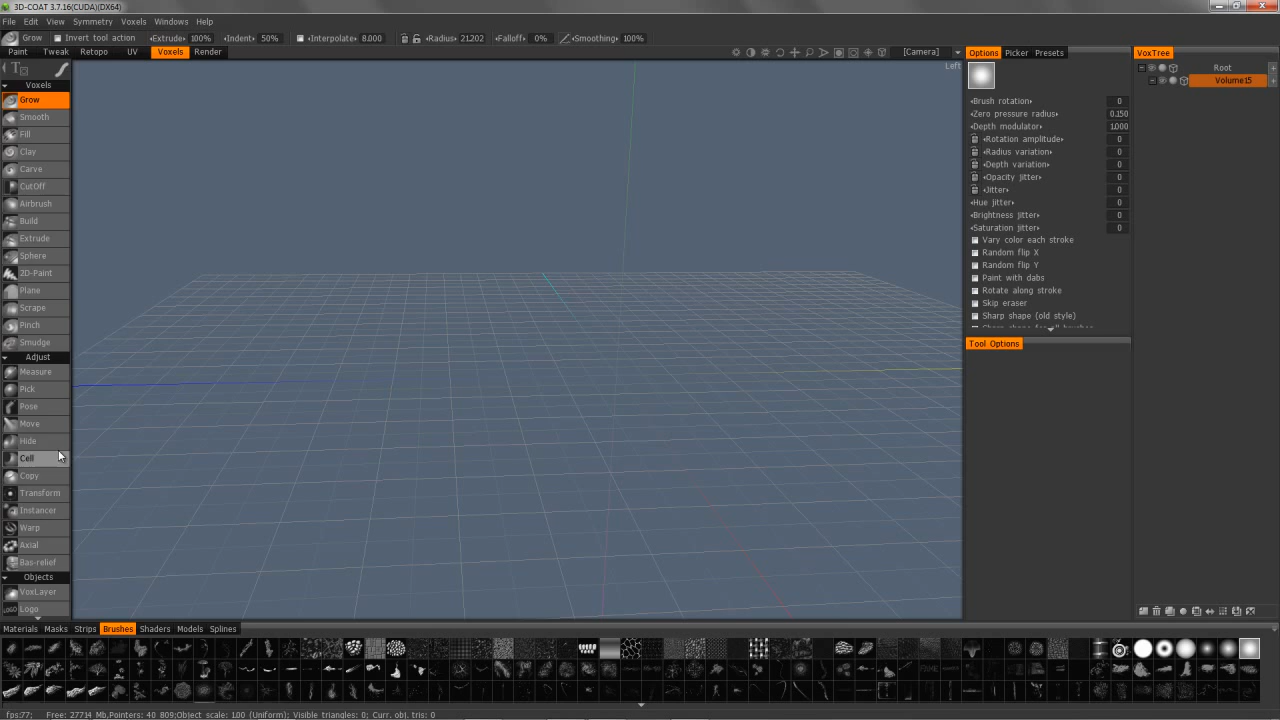 3D-COAT 3.7.16(CUDA)(DX64)
File Edit View Symmetry Voxels Windows Help
Grow Invert tool action Extrude: 100% Indent: 50% Interpolate: 8.000 Radius: 21.202 Falloff: 0% Smoothing: 100%
Paint Tweak Retopo UV Voxels Render [Camera] Options Picker Presets VoxTree
Left
Root
Volume15
Voxels
Grow
Smooth
Fill
Clay
Carve
CutOff
Airbrush
Build
Extrude
Sphere
2D-Paint
Plane
Scrape
Pinch
Smudge
Adjust
Measure
Pick
Pose
Move
Hide
Cell
Copy
Transform
Instancer
Warp
Axial
Bas-relief
Objects
VoxLayer
LOGO Logo
Brush rotation: 0
Zero pressure radius: 0.150
Depth modulator: 1.000
Rotation amplitude: 0
Radius variation: 0
Depth variation: 0
Opacity jitter: 0
Jitter: 0
Hue jitter: 0
Brightness jitter: 0
Saturation jitter: 0
Vary color each stroke
Random flip X
Random flip Y
Paint with dabs
Rotate along stroke
Skip eraser
Sharp shape (old style)
Tool Options
Materials Masks Strips Brushes Shaders Models Splines
fps:77; Free: 27714 Mb,Pointers: 40 809;Object scale: 1.00 (Uniform); Visible triangles: 0; Curr. obj. tris: 0